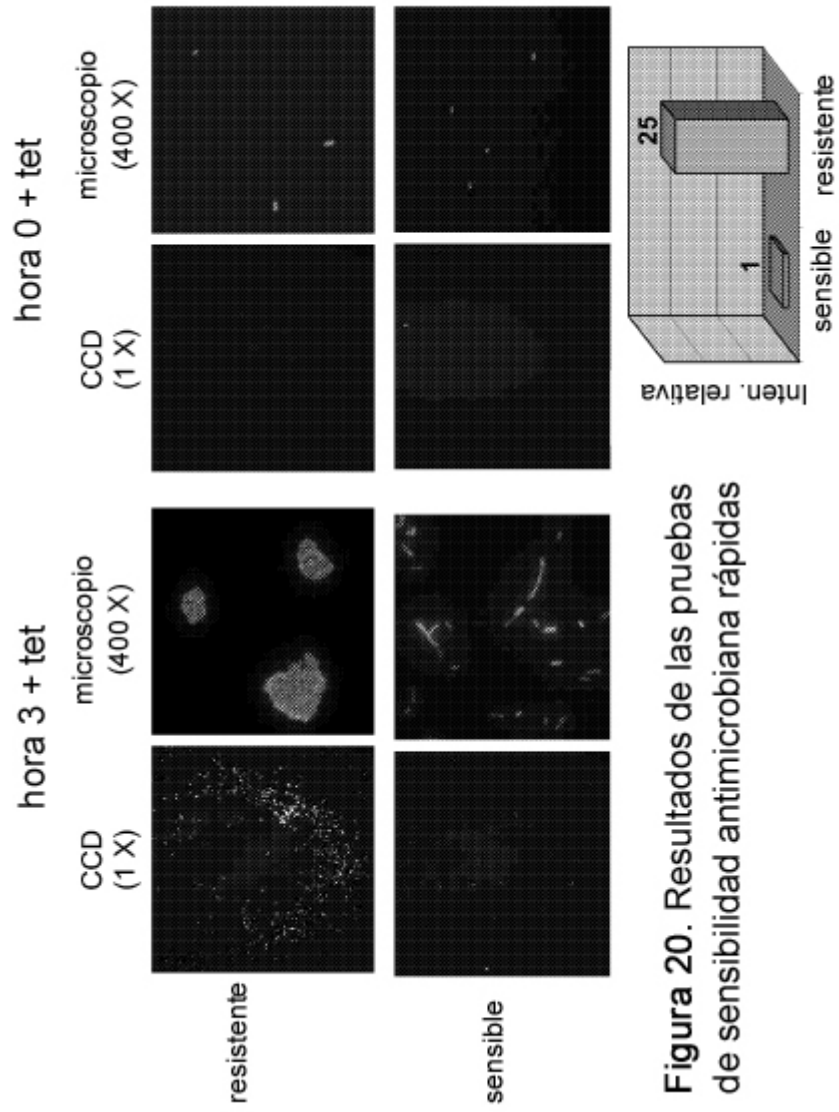 hora 3 + tet
hora 0 + tet
CCD
(1 X)
microscopio
(400 X)
CCD
(1 X)
microscopio
(400 X)
resistente
sensible
Inten. relativa
1
25
sensible
resistente
Figura 20. Resultados de las pruebas
de sensibilidad antimicrobiana rápidas